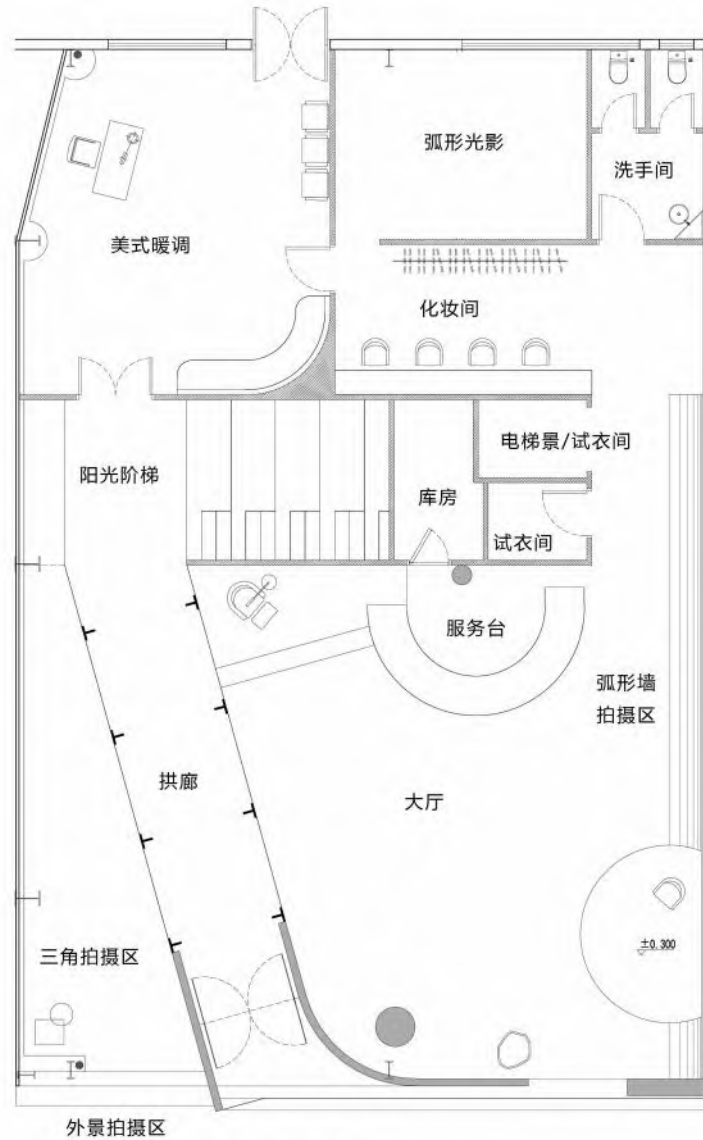 弧形光影
洗手间
美式暖调
化妆间
电梯景/试衣间
阳光阶梯
库房
试衣间
服务台
弧形墙
拍摄区
拱廊
大厅
±0.300
三角拍摄区
外景拍摄区